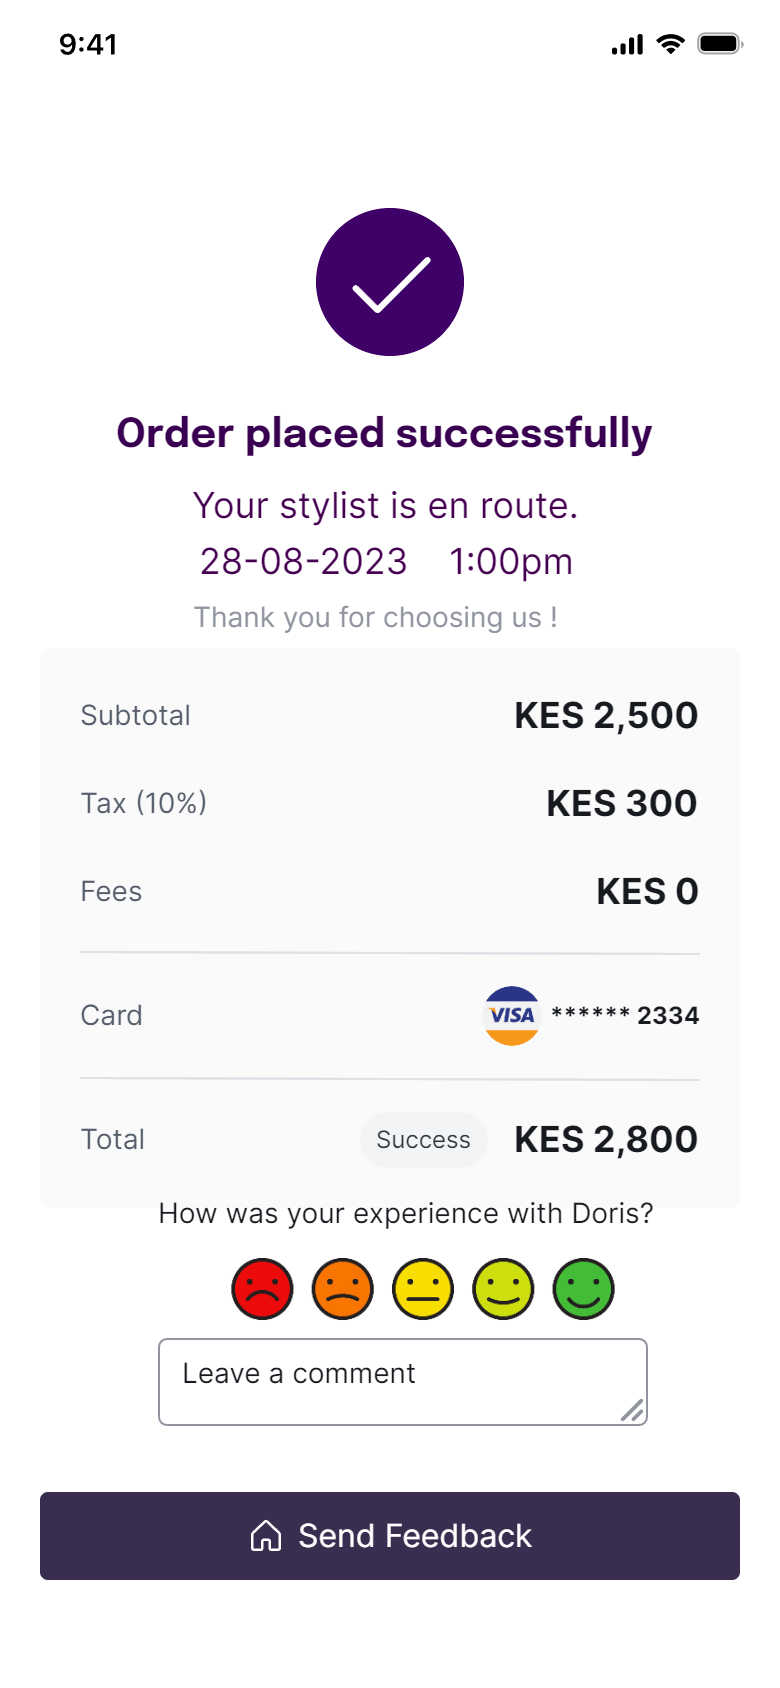 9:41
Order placed successfully
Your stylist is en route.
28-08-2023 1:00pm
Thank you for choosing us !
Subtotal KES 2,500
Tax (10%) KES 300
Fees KES 0
Card VISA ****** 2334
Total Success KES 2,800
How was your experience with Doris?
Leave a comment
Send Feedback